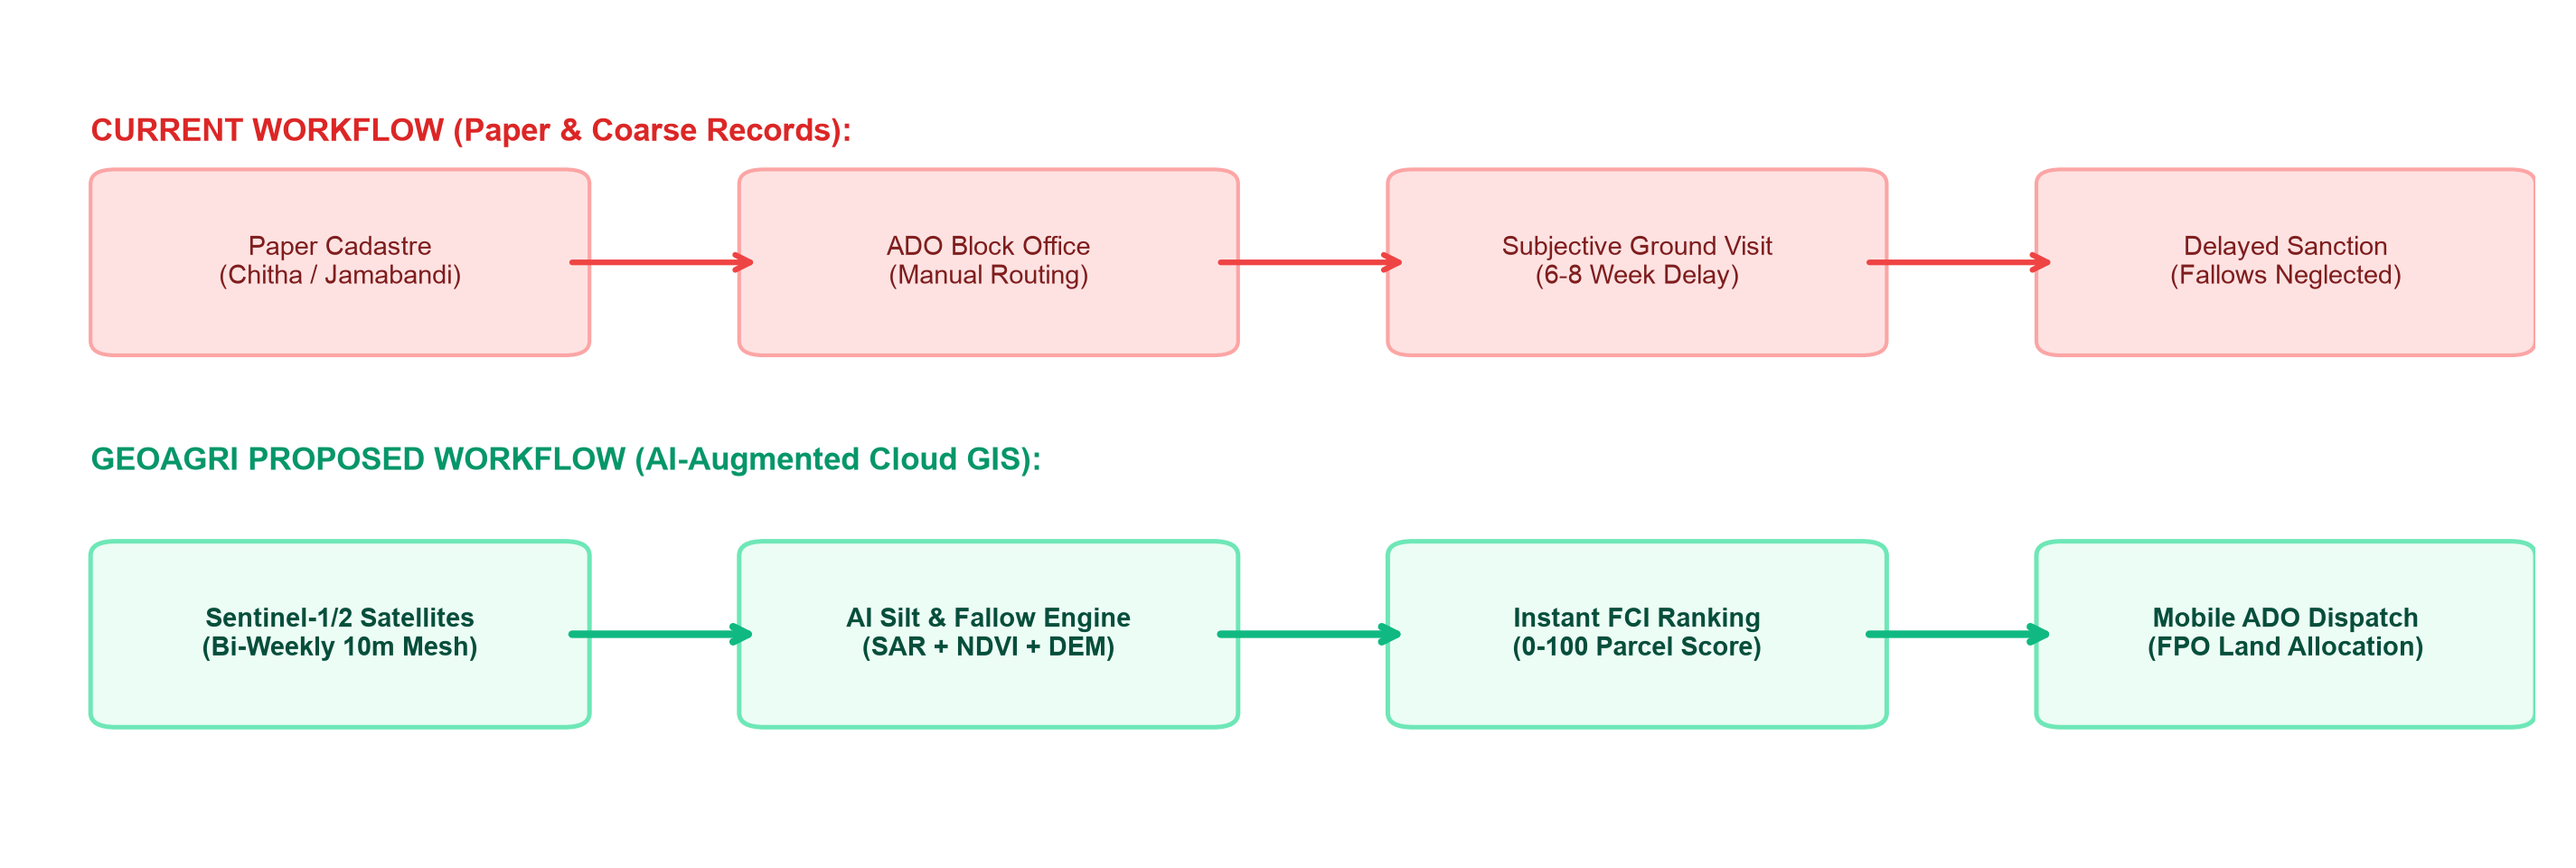 CURRENT WORKFLOW (Paper & Coarse Records):
Paper Cadastre
(Chitha / Jamabandi)
ADO Block Office
(Manual Routing)
Subjective Ground Visit
(6-8 Week Delay)
Delayed Sanction
(Fallows Neglected)
GEOAGRI PROPOSED WORKFLOW (AI-Augmented Cloud GIS):
Sentinel-1/2 Satellites
(Bi-Weekly 10m Mesh)
AI Silt & Fallow Engine
(SAR + NDVI + DEM)
Instant FCI Ranking
(0-100 Parcel Score)
Mobile ADO Dispatch
(FPO Land Allocation)